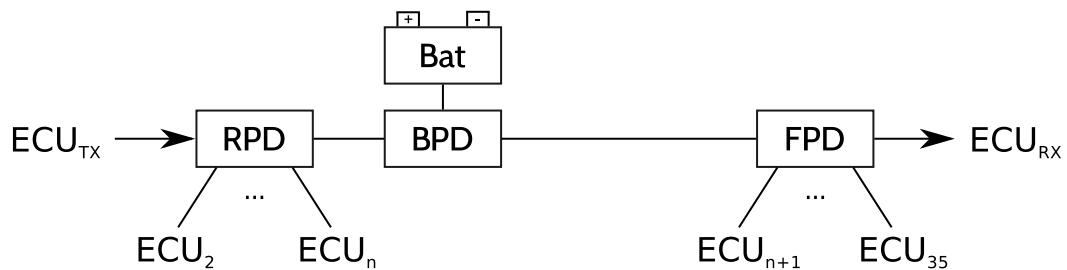 + -
Bat
ECU_TX RPD BPD FPD ECU_RX
... ...
ECU_2 ECU_n ECU_n+1 ECU_35